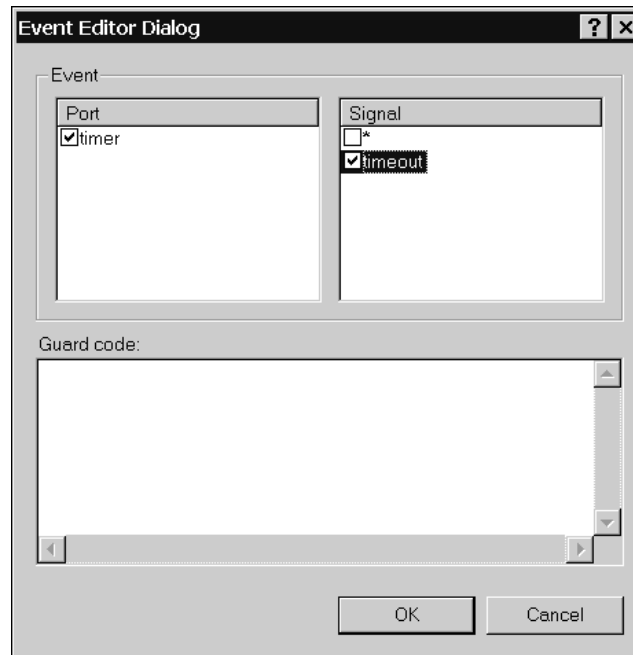 Event Editor Dialog
Event
Port
timer
Signal
*
timeout
Guard code:
OK
Cancel